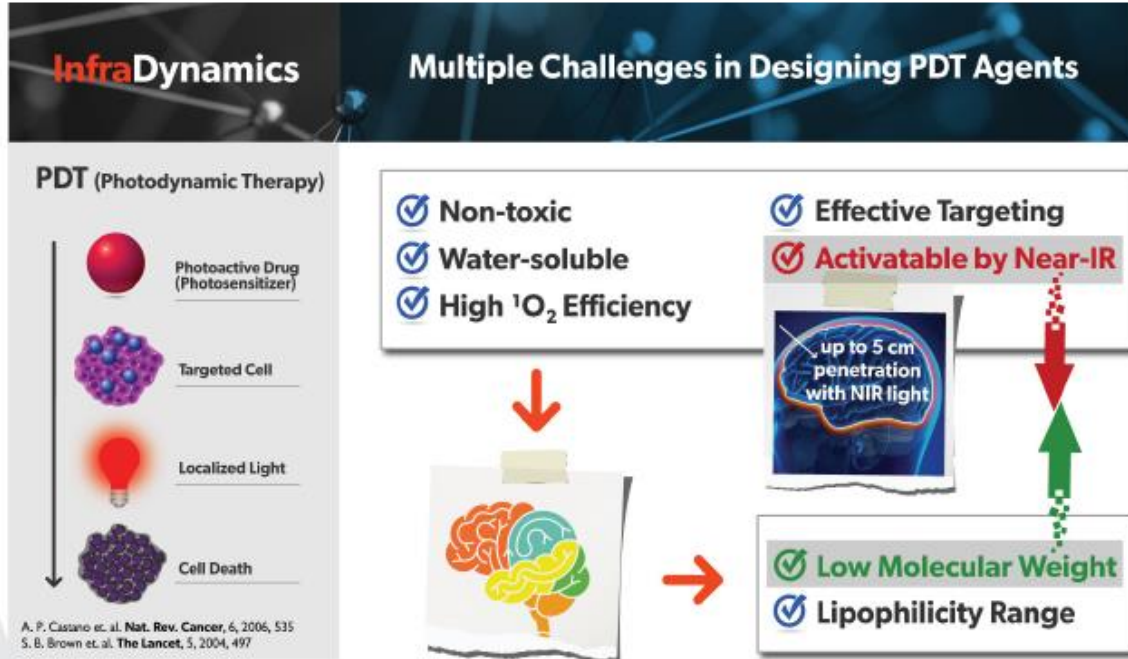 InfraDynamics
Multiple Challenges in Designing PDT Agents
PDT (Photodynamic Therapy)
Photoactive Drug
(Photosensitizer)
Targeted Cell
Localized Light
Cell Death
A. P. Castano et. al. Nat. Rev. Cancer, 6, 2006, 535
S. B. Brown et. al. The Lancet, 5, 2004, 497
Non-toxic
Water-soluble
High ¹O₂ Efficiency
Effective Targeting
Activatable by Near-IR
up to 5 cm
penetration
with NIR light
Low Molecular Weight
Lipophilicity Range